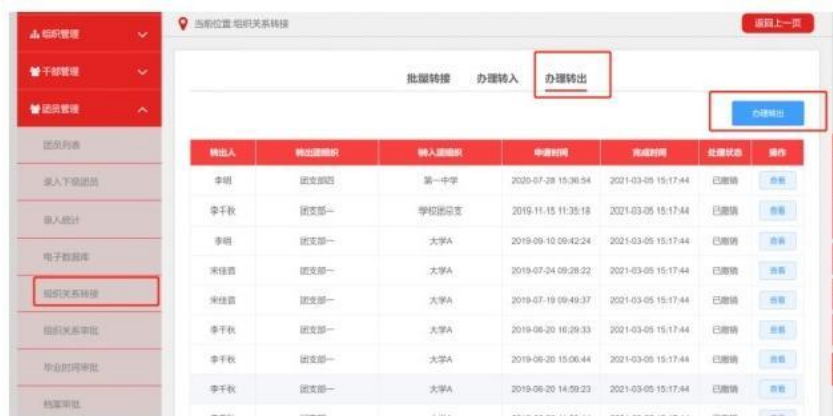 组织管理
当前位置:组织关系转接
返回上一页
干部管理
批量转接 办理转入 办理转出
团员管理
办理转出
团员列表
转出人 转出团组织 转入团组织 申请时间 完成时间 处理状态 操作
录入下级团员
李明 团支部四 第一中学 2020-07-28 15:36:54 2021-03-05 15:17:44 已撤销 查看
录入统计
李千秋 团支部一 学校团总支 2019-11-15 11:35:18 2021-03-05 15:17:44 已撤销 查看
李明 团支部一 大学A 2019-09-10 09:42:24 2021-03-05 15:17:44 已撤销 查看
电子数据库
宋佳音 团支部一 大学A 2019-07-24 09:28:22 2021-03-05 15:17:44 已撤销 查看
组织关系转接
宋佳音 团支部一 大学A 2019-07-19 09:49:37 2021-03-05 15:17:44 已撤销 查看
组织关系审批
李千秋 团支部一 大学A 2019-06-20 16:29:33 2021-03-05 15:17:44 已撤销 查看
毕业时间审批
李千秋 团支部一 大学A 2019-06-20 15:06:44 2021-03-05 15:17:44 已撤销 查看
李千秋 团支部一 大学A 2019-06-20 14:59:23 2021-03-05 15:17:44 已撤销 查看
档案审批